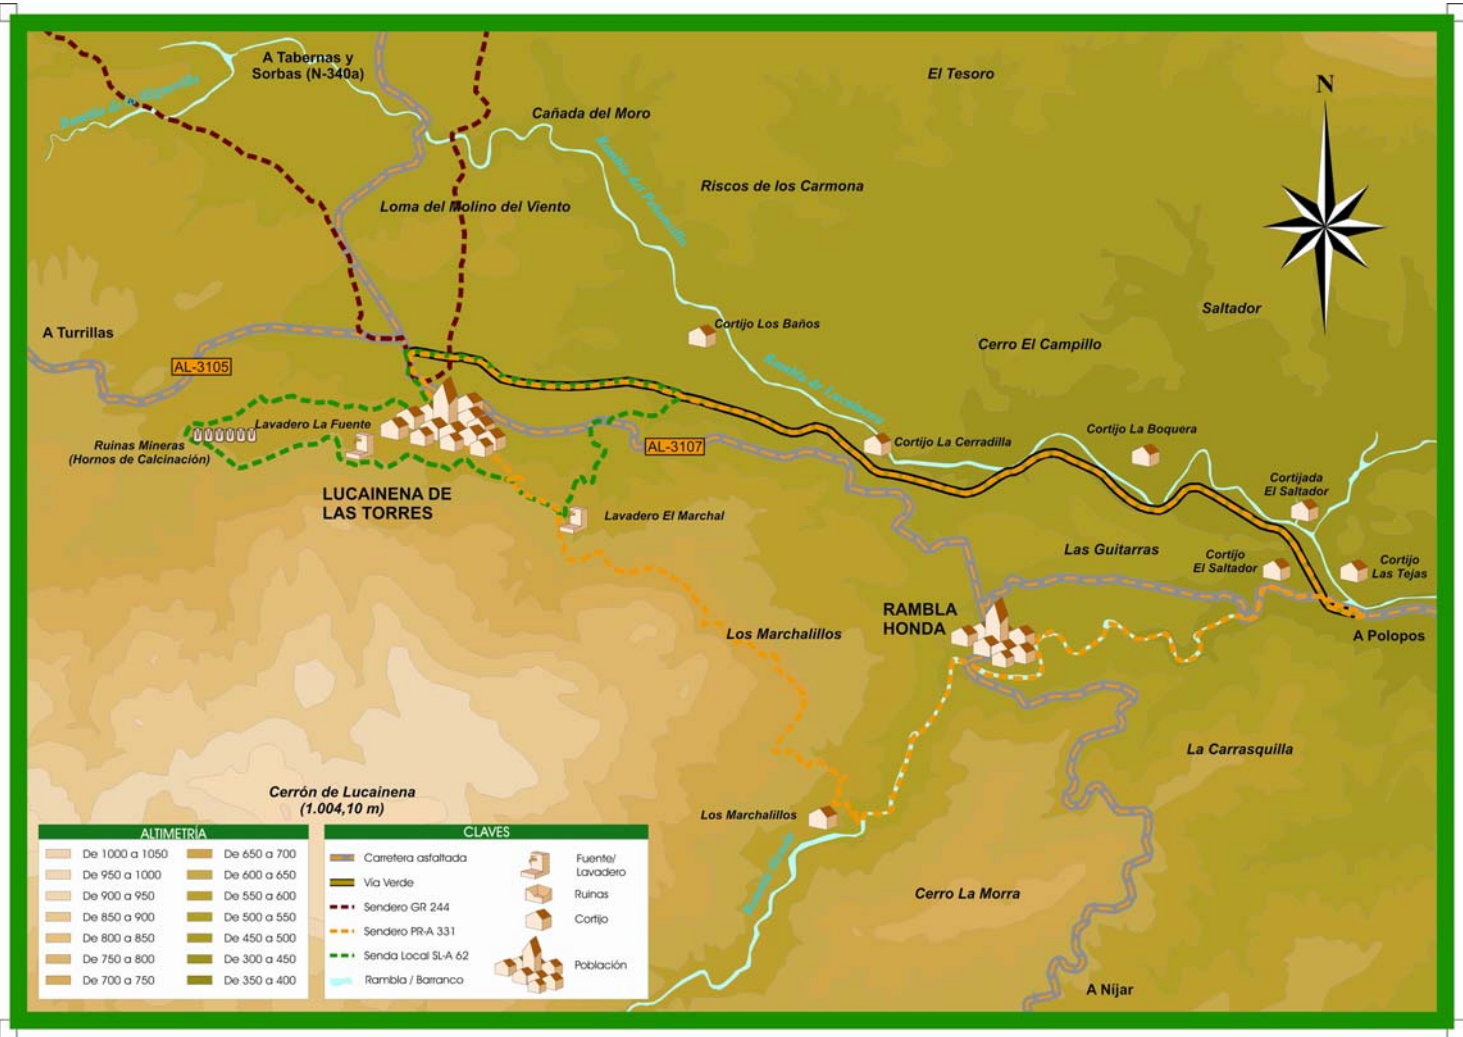 A Tabernas y
Sorbas (N-340a)
El Tesoro
N
Rambla de la Higuerilla
Cañada del Moro
Rambla del Palmerillo
Riscos de los Carmona
Loma del Molino del Viento
Saltador
A Turrillas
Cortijo Los Baños
Cerro El Campillo
AL-3105
Rambla de Lucainena
Lavadero La Fuente
Ruinas Mineras
(Hornos de Calcinación)
AL-3107
Cortijo La Cerradilla
Cortijo La Boquera
Cortijada
El Saltador
LUCAINENA DE
LAS TORRES
Lavadero El Marchal
Las Guitarras
Cortijo
El Saltador
Cortijo
Las Tejas
RAMBLA
HONDA
Los Marchalillos
A Polopos
La Carrasquilla
Cerrón de Lucainena
(1.004,10 m)
Los Marchalillos
Rambla Honda
Cerro La Morra
A Níjar
ALTIMETRÍA
De 1000 a 1050
De 950 a 1000
De 900 a 950
De 850 a 900
De 800 a 850
De 750 a 800
De 700 a 750
De 650 a 700
De 600 a 650
De 550 a 600
De 500 a 550
De 450 a 500
De 300 a 450
De 350 a 400
CLAVES
Carretera asfaltada
Vía Verde
Sendero GR 244
Sendero PR-A 331
Senda Local SL-A 62
Rambla / Barranco
Fuente/
Lavadero
Ruinas
Cortijo
Población